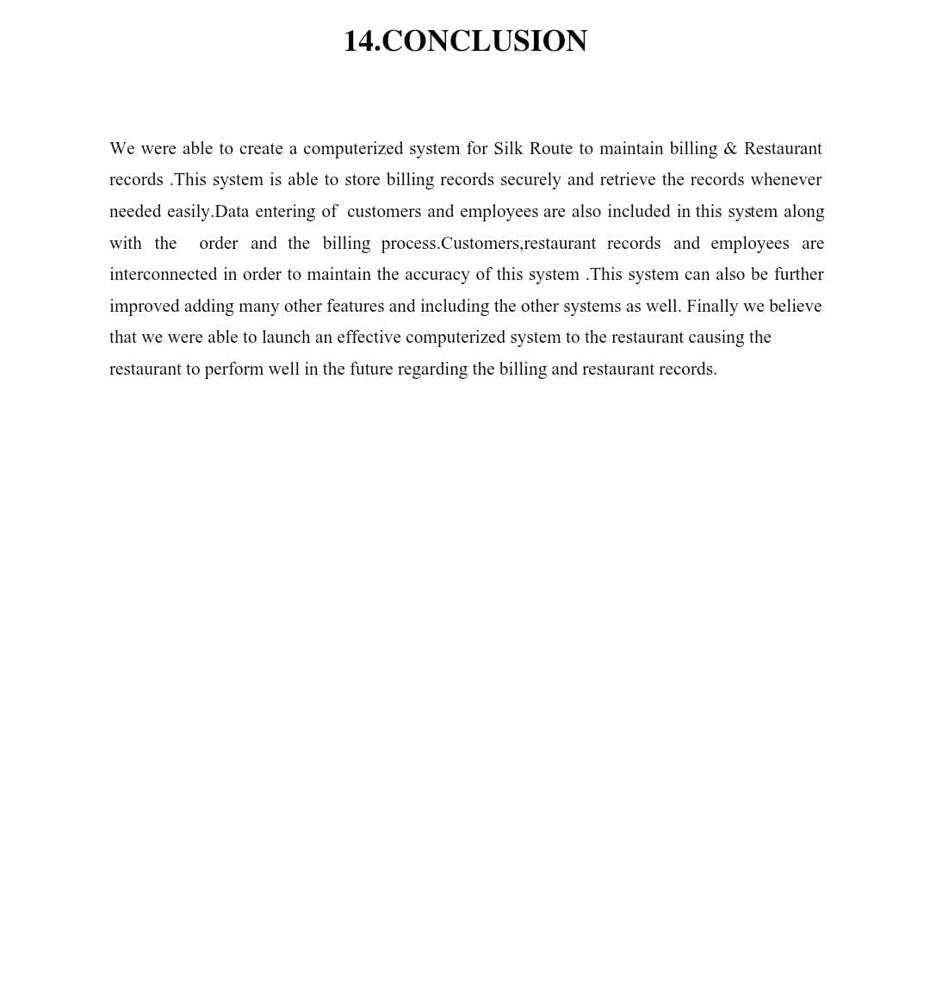 14.CONCLUSION
We were able to create a computerized system for Silk Route to maintain billing & Restaurant
records .This system is able to store billing records securely and retrieve the records whenever
needed easily.Data entering of  customers and employees are also included in this system along
with the  order and the billing process.Customers,restaurant records and employees are
interconnected in order to maintain the accuracy of this system .This system can also be further
improved adding many other features and including the other systems as well. Finally we believe
that we were able to launch an effective computerized system to the restaurant causing the
restaurant to perform well in the future regarding the billing and restaurant records.